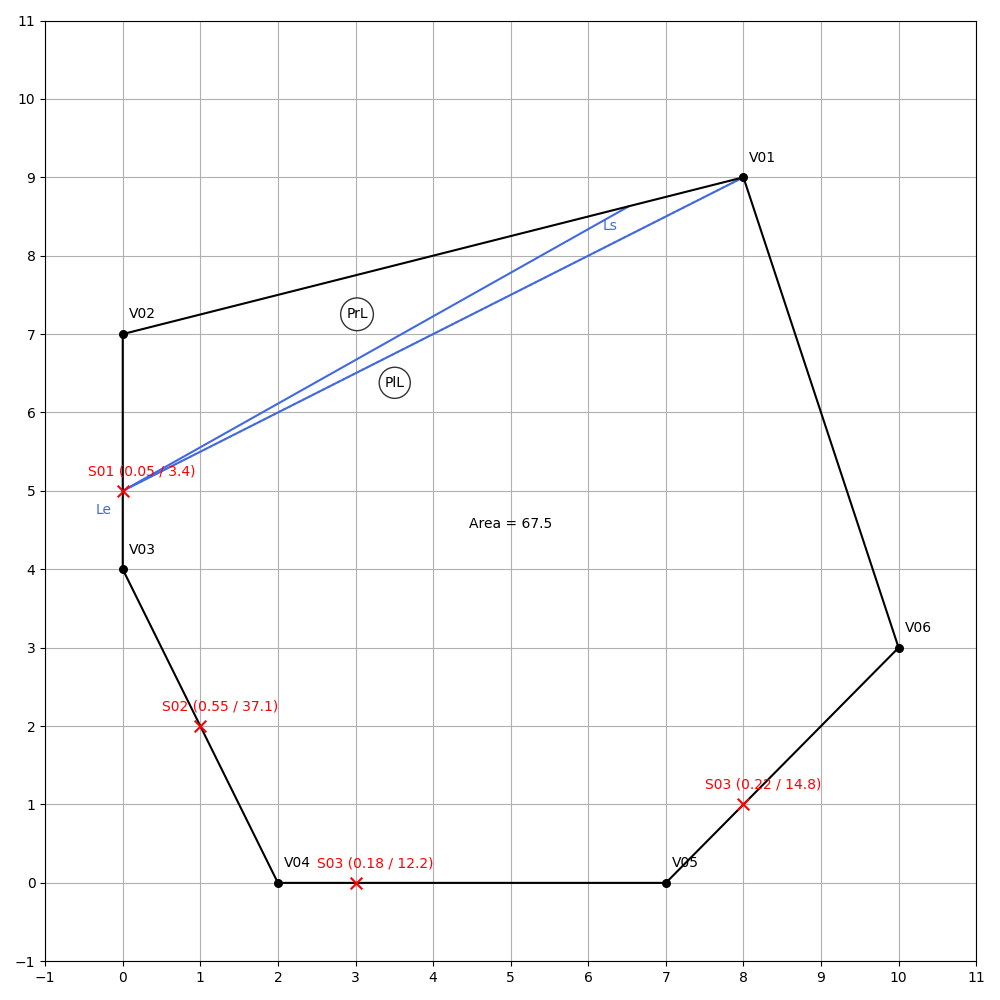 11
10
9
8
7
6
5
4
3
2
1
0
−1
V01
Ls
V02
PrL
PlL
S01 (0.05 / 3.4)
Le
Area = 67.5
V03
V06
S02 (0.55 / 37.1)
S03 (0.22 / 14.8)
V04
S03 (0.18 / 12.2)
V05
−1
0
1
2
3
4
5
6
7
8
9
10
11